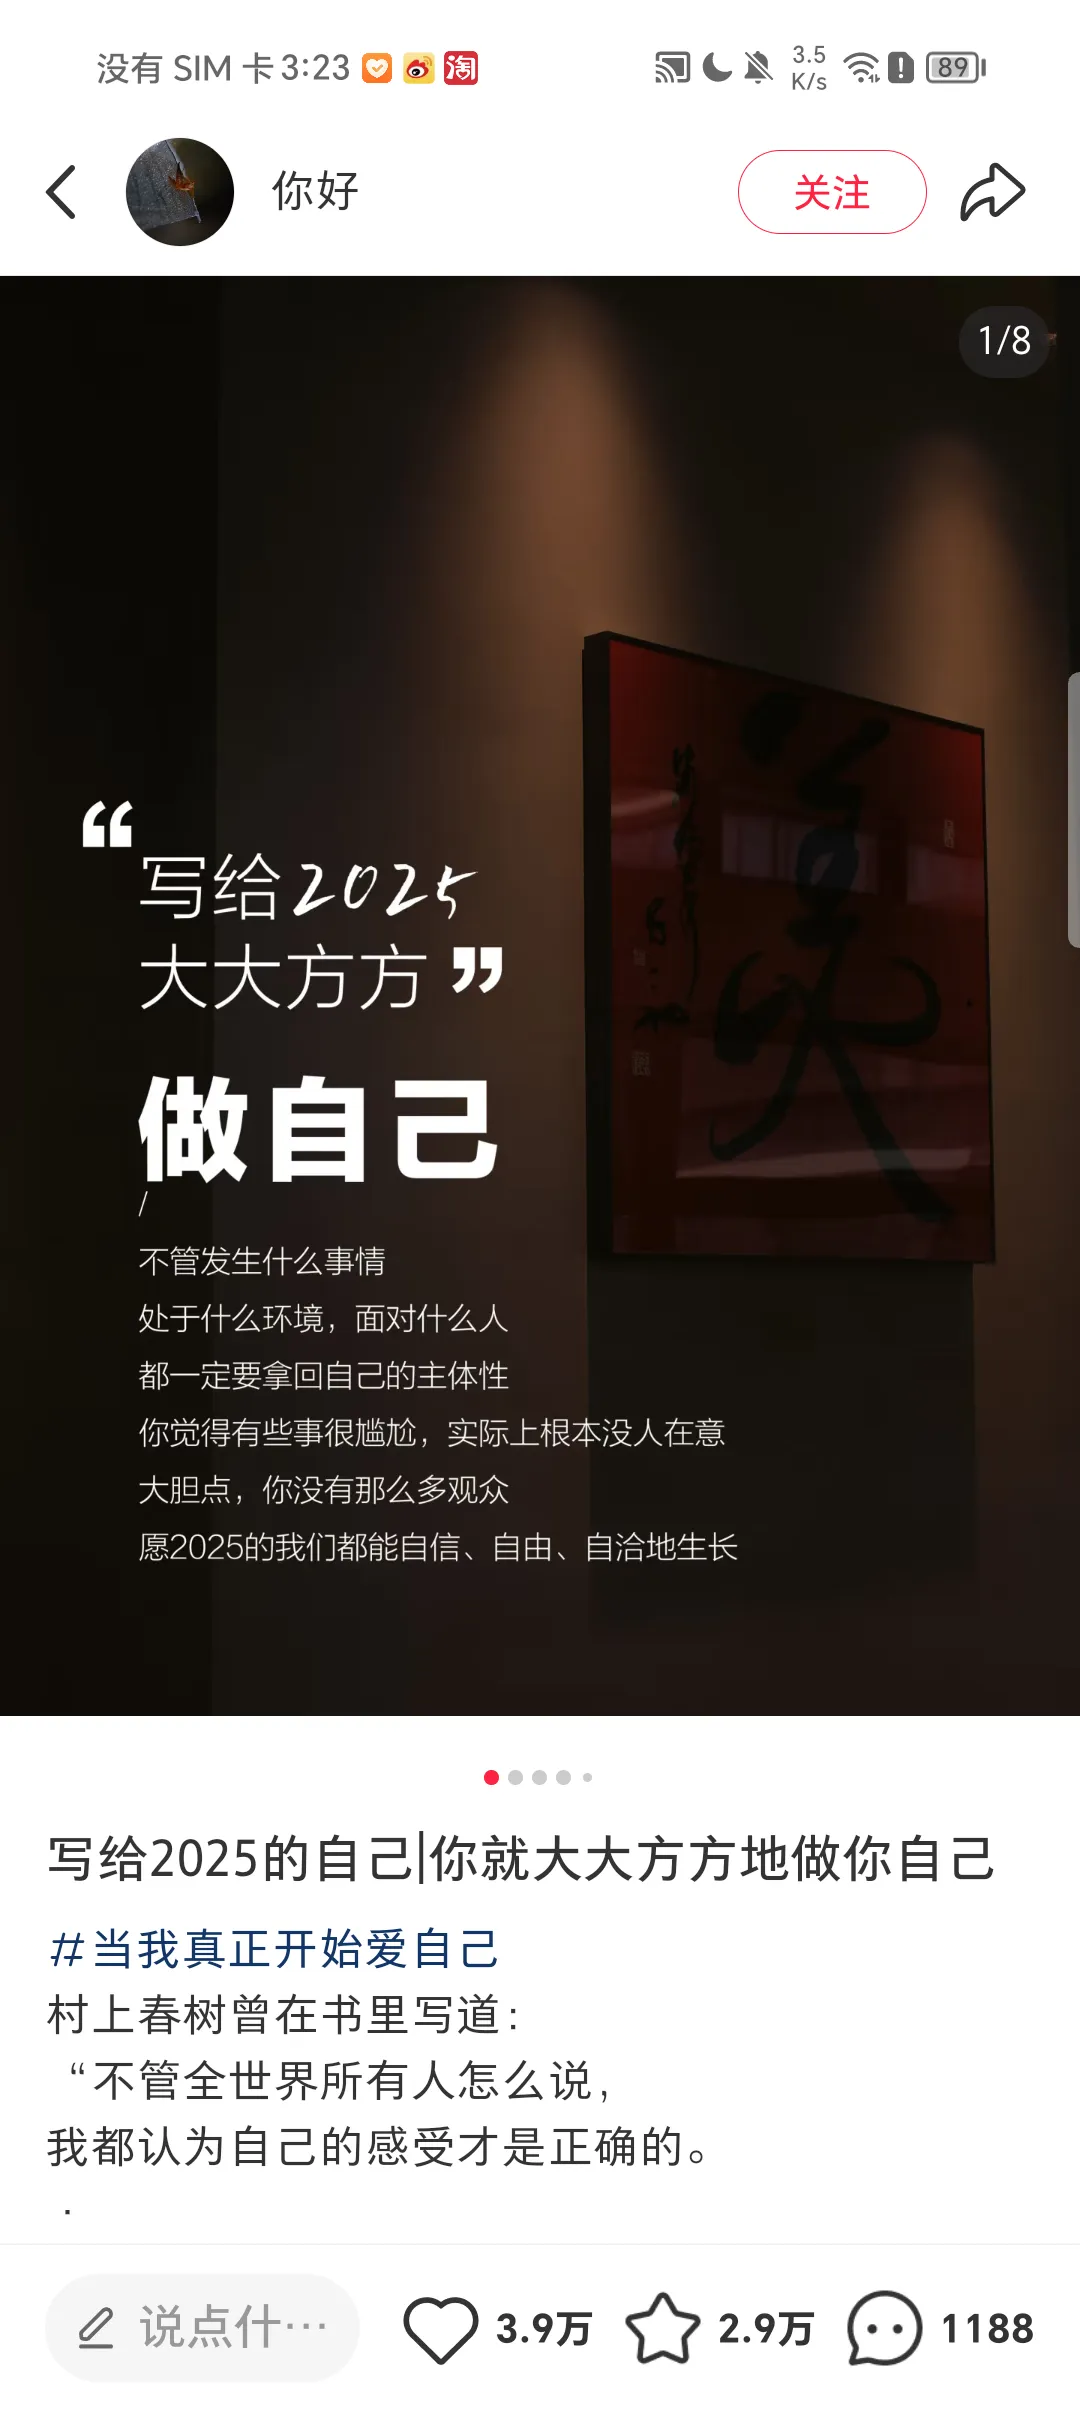 没有 SIM 卡 3:23 淘 3.5 K/s 89
你好 关注
1/8
“写给2025
大大方方”
做自己
/
不管发生什么事情
处于什么环境，面对什么人
都一定要拿回自己的主体性
你觉得有些事很尴尬，实际上根本没人在意
大胆点，你没有那么多观众
愿2025的我们都能自信、自由、自洽地生长
写给2025的自己|你就大大方方地做你自己
#当我真正开始爱自己
村上春树曾在书里写道：
“不管全世界所有人怎么说，
我都认为自己的感受才是正确的。
.
说点什… 3.9万 2.9万 1188